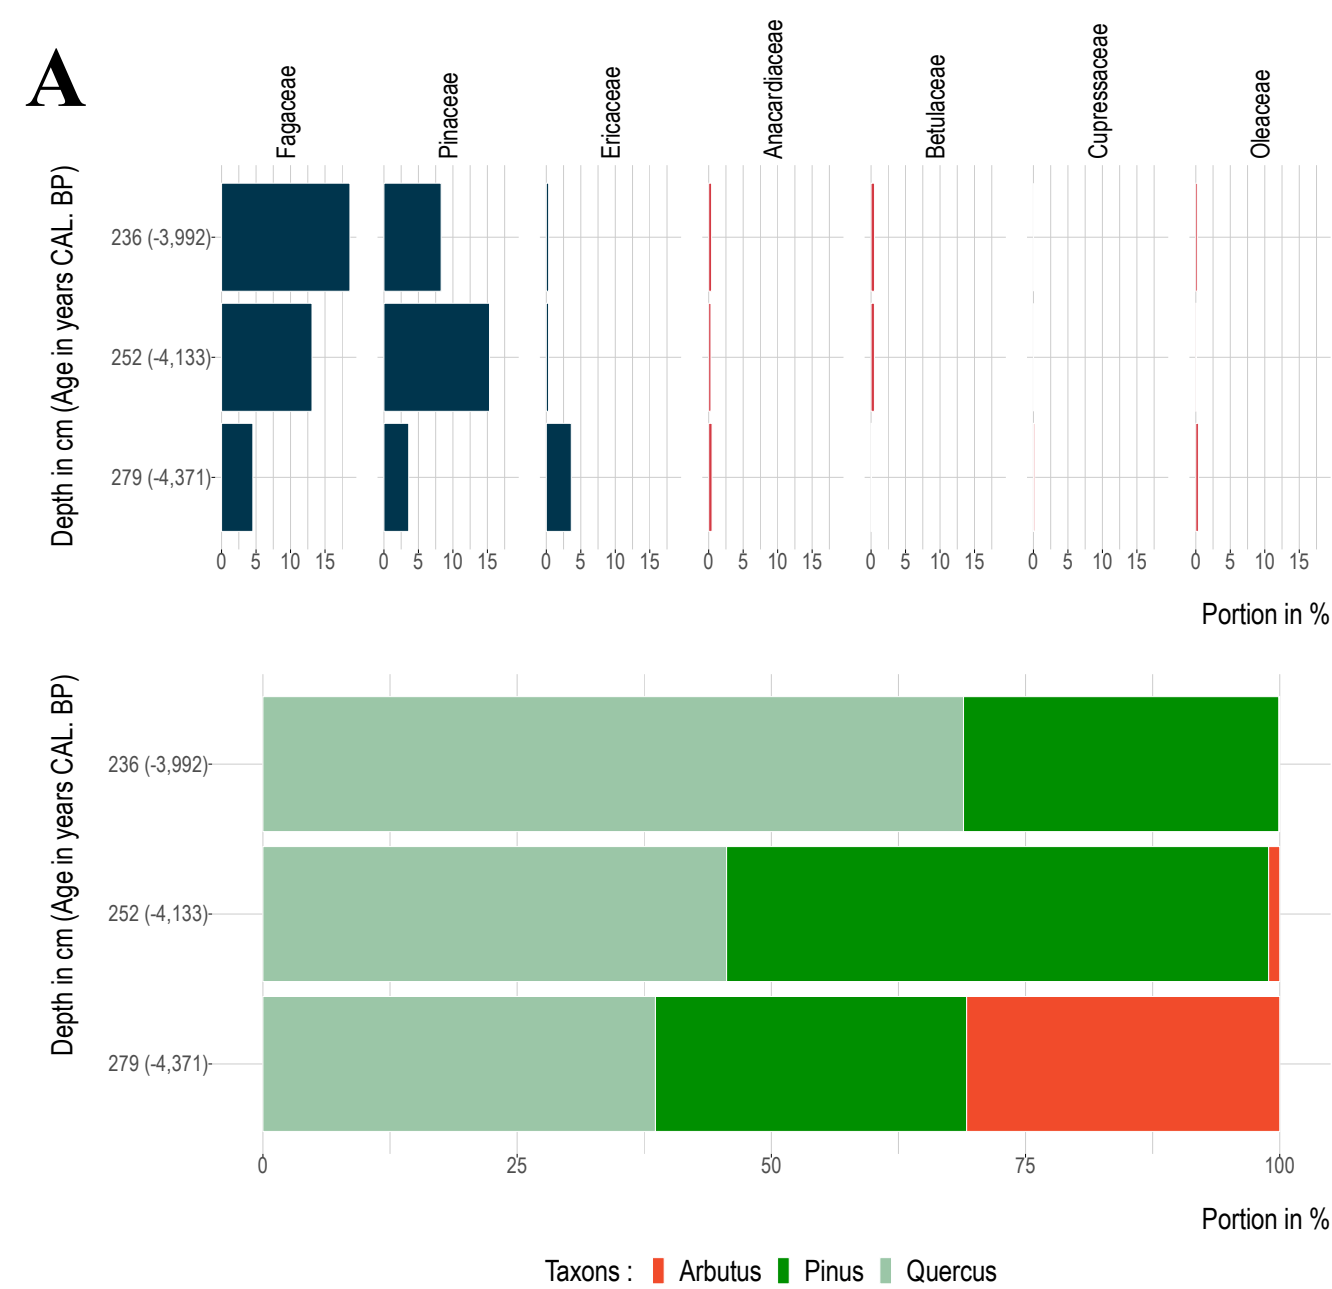 A
Fagaceae
Pinaceae
Ericaceae
Anacardiaceae
Betulaceae
Cupressaceae
Oleaceae
Depth in cm (Age in years CAL. BP)
236 (-3,992)
252 (-4,133)
279 (-4,371)
0 5 10 15 0 5 10 15 0 5 10 15 0 5 10 15 0 5 10 15 0 5 10 15 0 5 10 15
Portion in %
Depth in cm (Age in years CAL. BP)
236 (-3,992)
252 (-4,133)
279 (-4,371)
0 25 50 75 100
Portion in %
Taxons : Arbutus Pinus Quercus